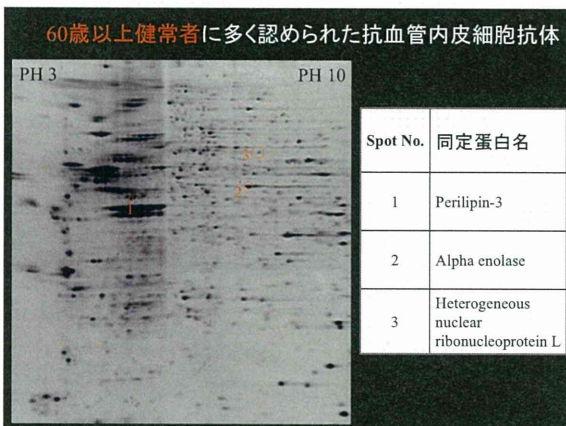 60歳以上健常者に多く認められた抗血管内皮細胞抗体
PH 3
PH 10
3
2
1
Spot No.
同定蛋白名
1
Perilipin-3
2
Alpha enolase
3
Heterogeneous
nuclear
ribonucleoprotein L